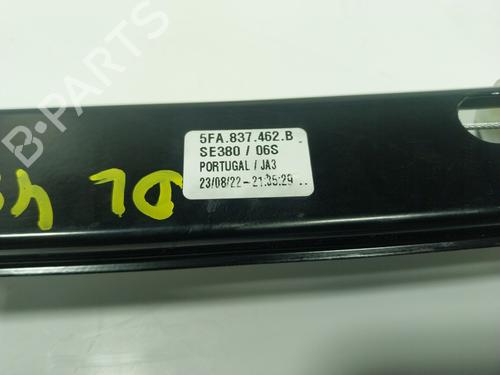 B-PARTS
5FA.837.462.B
SE380 / 06S
PORTUGAL / JA3
23/08/22-21:35:29 ..